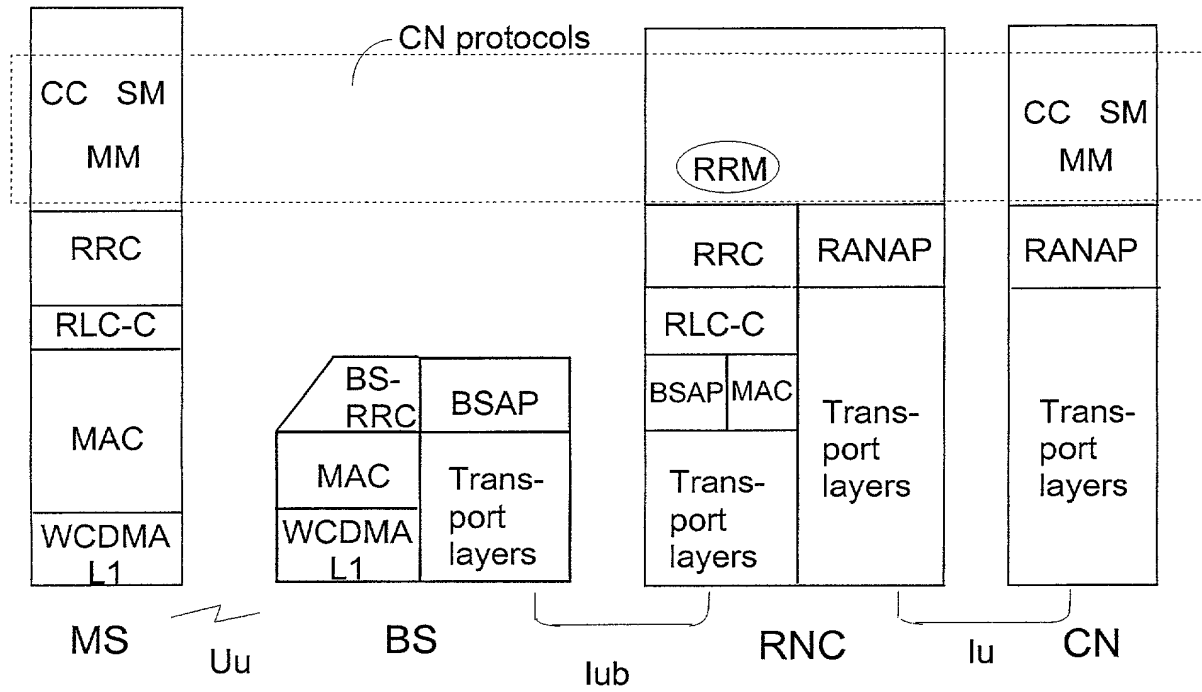 CN protocols
CC SM
MM
RRC
RLC-C
MAC
WCDMA
L1
MS
Uu
BS-
RRC
BSAP
MAC
WCDMA
L1
Trans-
port
layers
BS
Iub
RRM
RRC
RANAP
RLC-C
BSAP
MAC
Trans-
port
layers
Trans-
port
layers
RNC
Iu
CC SM
MM
RANAP
Trans-
port
layers
CN